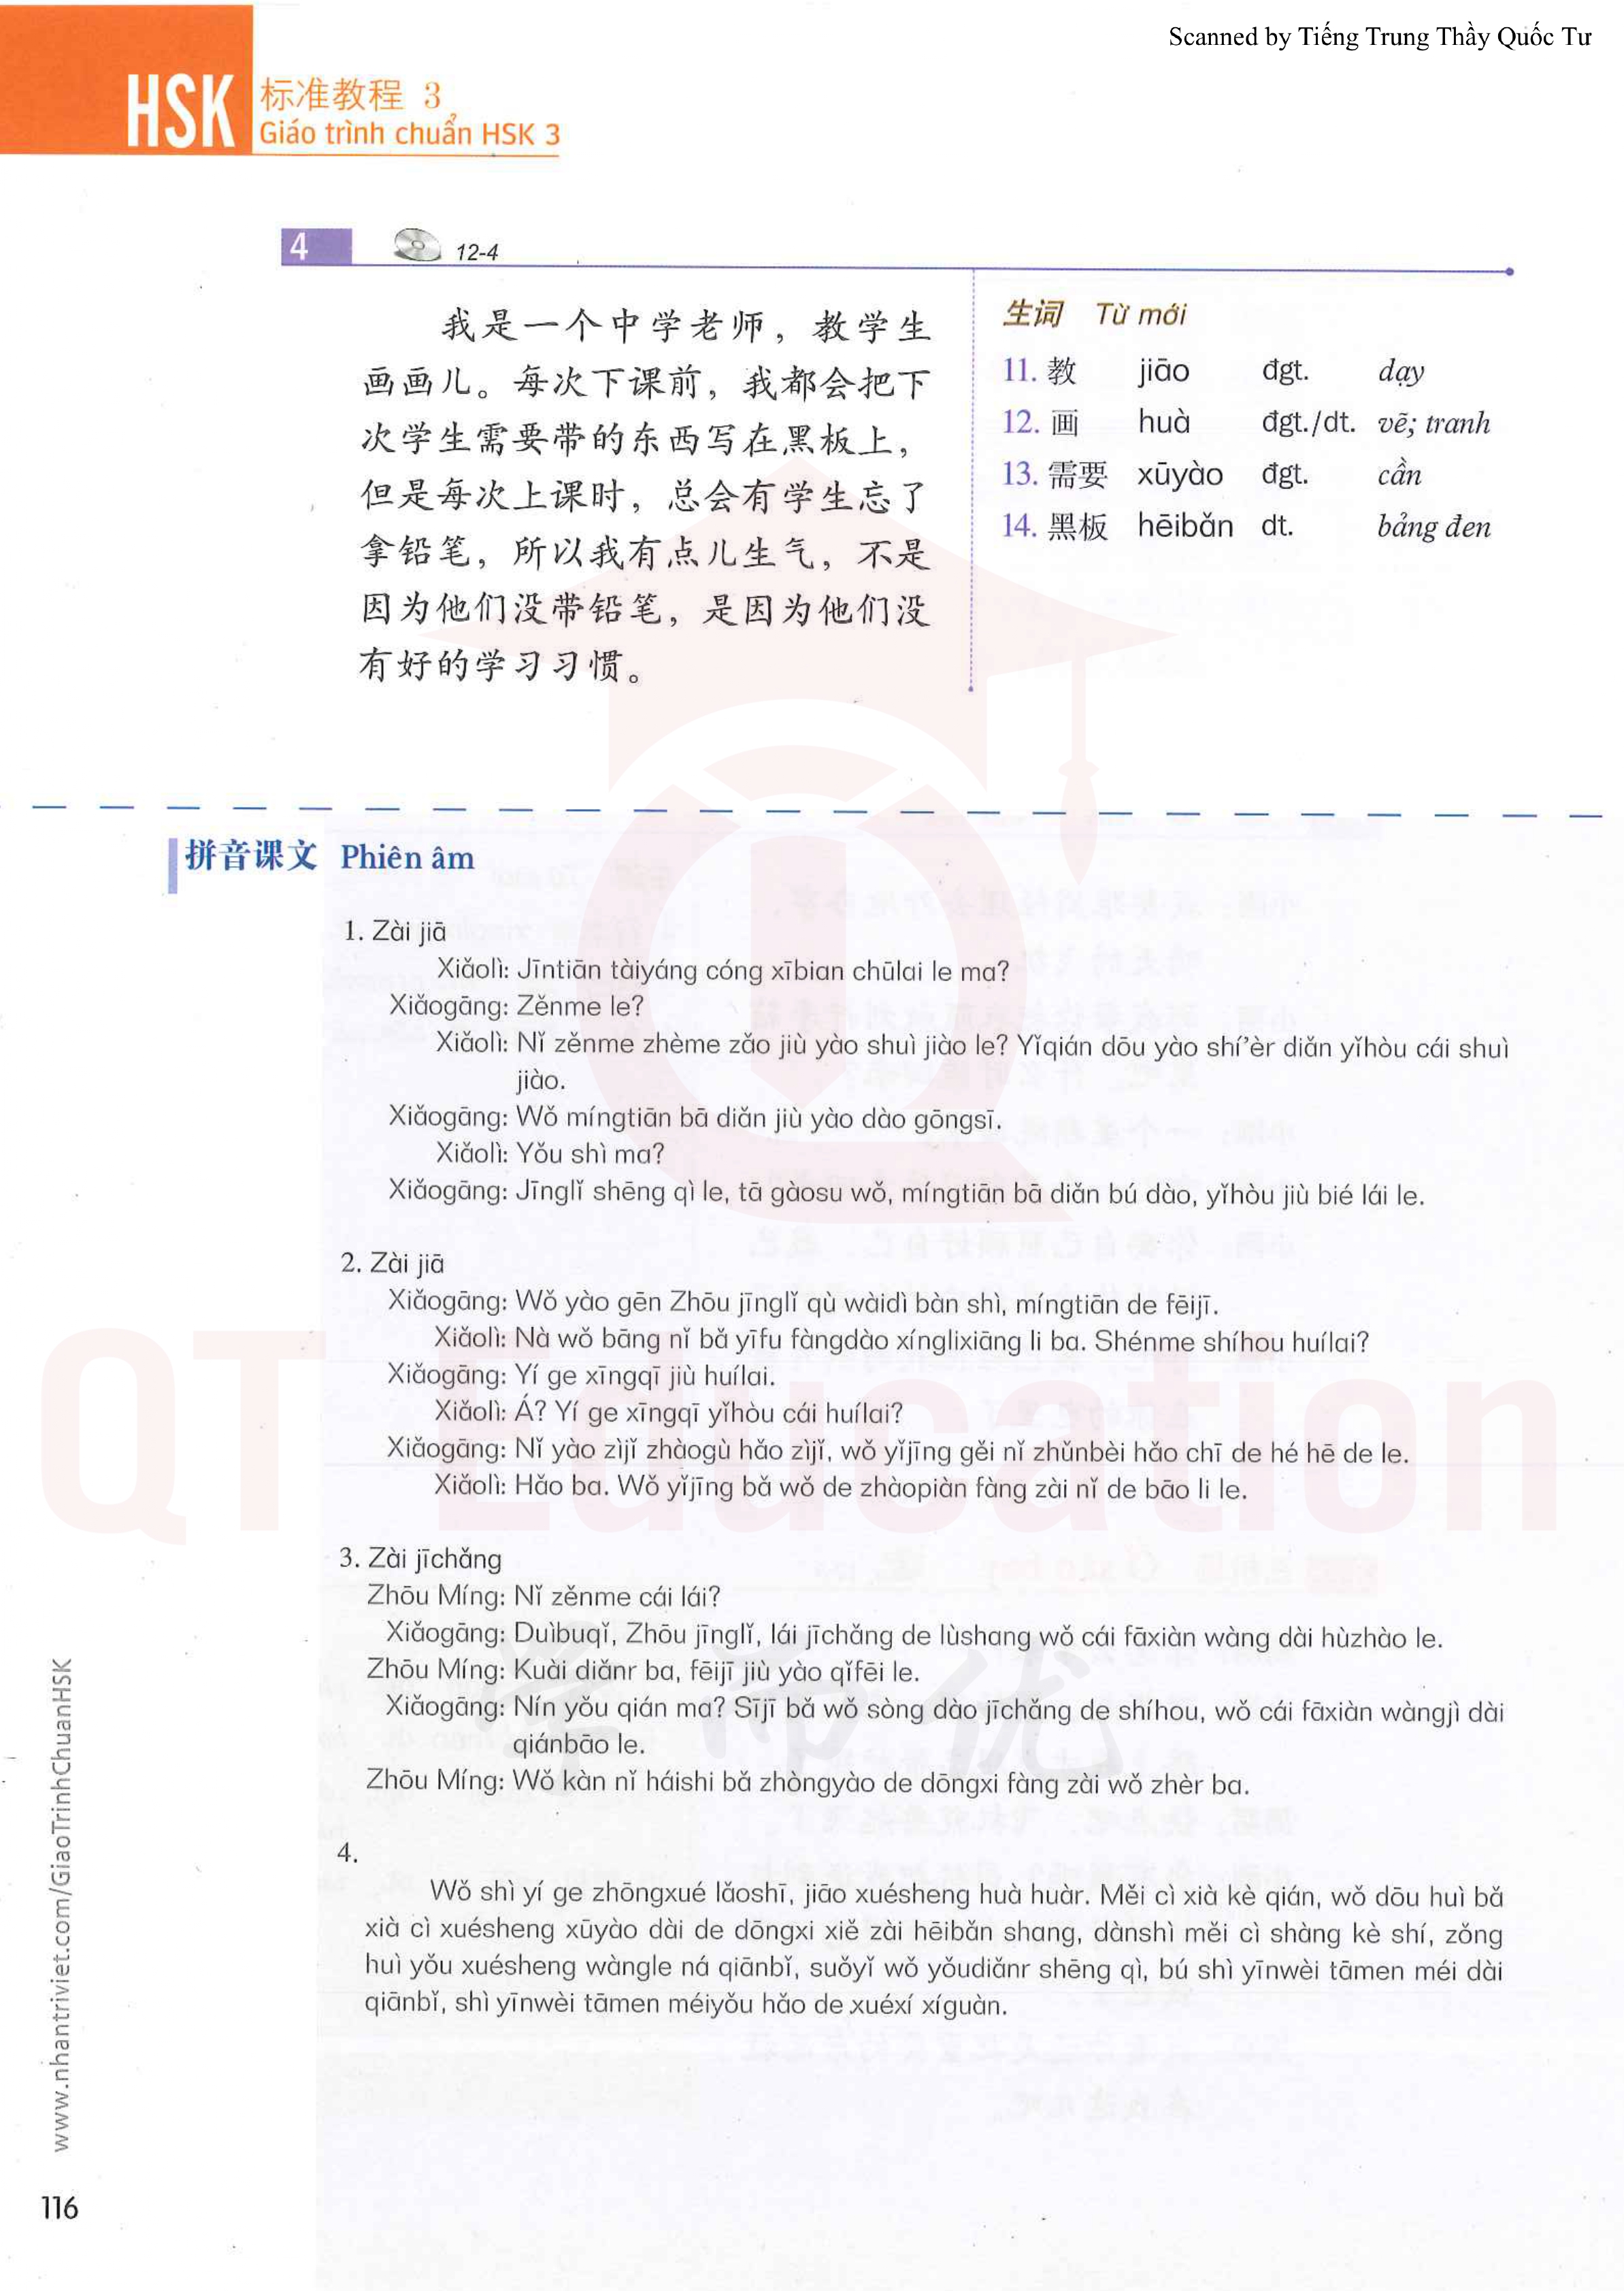 Scanned by Tiếng Trung Thầy Quốc Tư
HSK 标准教程 3
Giáo trình chuẩn HSK 3
4 12-4
我是一个中学老师，教学生
画画儿。每次下课前，我都会把下
次学生需要带的东西写在黑板上，
但是每次上课时，总会有学生忘了
拿铅笔，所以我有点儿生气，不是
因为他们没带铅笔，是因为他们没
有好的学习习惯。
生词 Từ mới
11. 教 jiāo đgt. dạy
12. 画 huà đgt./dt. vẽ; tranh
13. 需要 xūyào đgt. cần
14. 黑板 hēibǎn dt. bảng đen
拼音课文 Phiên âm
1. Zài jiā
Xiǎolì: Jīntiān tàiyáng cóng xībian chūlai le ma?
Xiǎogāng: Zěnme le?
Xiǎolì: Nǐ zěnme zhème zǎo jiù yào shuì jiào le? Yǐqián dōu yào shí'èr diǎn yǐhòu cái shuì
jiào.
Xiǎogāng: Wǒ míngtiān bā diǎn jiù yào dào gōngsī.
Xiǎolì: Yǒu shì ma?
Xiǎogāng: Jīnglǐ shēng qì le, tā gàosu wǒ, míngtiān bā diǎn bú dào, yǐhòu jiù bié lái le.
2. Zài jiā
Xiǎogāng: Wǒ yào gēn Zhōu jīnglǐ qù wàidì bàn shì, míngtiān de fēijī.
Xiǎolì: Nà wǒ bāng nǐ bǎ yīfu fàngdào xínglixiāng li ba. Shénme shíhou huílai?
Xiǎogāng: Yí ge xīngqī jiù huílai.
Xiǎolì: Á? Yí ge xīngqī yǐhòu cái huílai?
Xiǎogāng: Nǐ yào zìjǐ zhàogù hǎo zìjǐ, wǒ yǐjīng gěi nǐ zhǔnbèi hǎo chī de hé hē de le.
Xiǎolì: Hǎo ba. Wǒ yǐjīng bǎ wǒ de zhàopiàn fàng zài nǐ de bāo li le.
QT Education
3. Zài jīchǎng
Zhōu Míng: Nǐ zěnme cái lái?
Xiǎogāng: Duìbuqǐ, Zhōu jīnglǐ, lái jīchǎng de lùshang wǒ cái fāxiàn wàng dài hùzhào le.
Zhōu Míng: Kuài diǎnr ba, fēijī jiù yào qǐfēi le.
Xiǎogāng: Nín yǒu qián ma? Sījī bǎ wǒ sòng dào jīchǎng de shíhou, wǒ cái fāxiàn wàngjì dài
qiánbāo le.
Zhōu Míng: Wǒ kàn nǐ háishi bǎ zhòngyào de dōngxi fàng zài wǒ zhèr ba.
学而优
4.
Wǒ shì yí ge zhōngxué lǎoshī, jiāo xuésheng huà huàr. Měi cì xià kè qián, wǒ dōu huì bǎ
xià cì xuésheng xūyào dài de dōngxi xiě zài hēibǎn shang, dànshì měi cì shàng kè shí, zǒng
huì yǒu xuésheng wàngle ná qiānbǐ, suǒyǐ wǒ yǒudiǎnr shēng qì, bú shì yīnwèi tāmen méi dài
qiānbǐ, shì yīnwèi tāmen méiyǒu hǎo de xuéxí xíguàn.
www.nhantriviet.com/GiaoTrinhChuanHSK
116